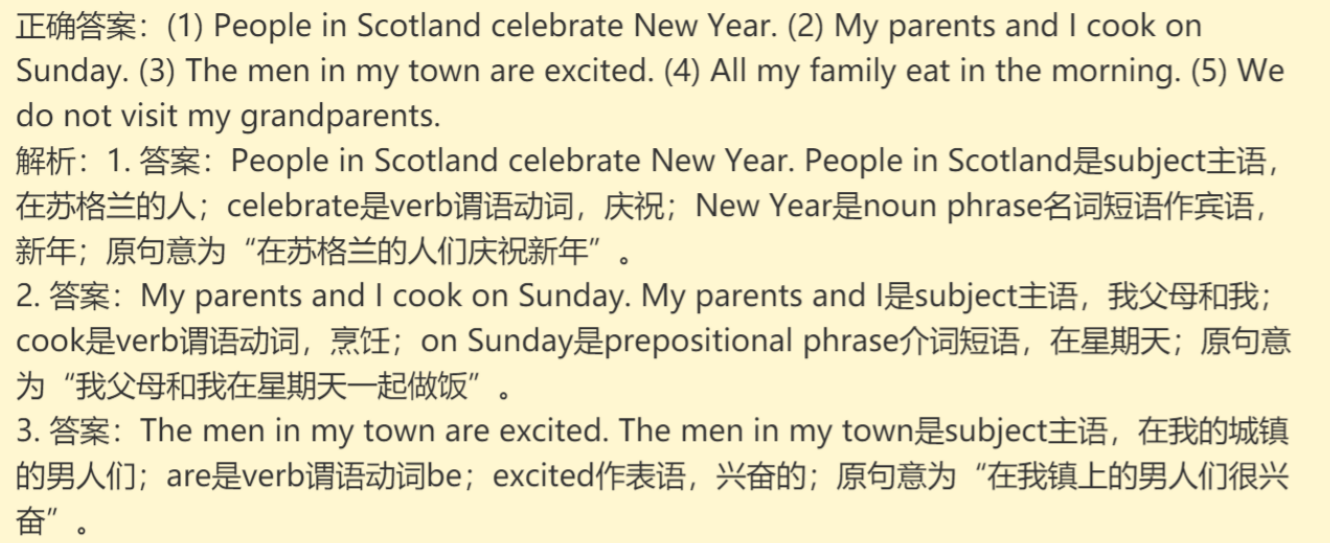 正确答案：(1) People in Scotland celebrate New Year. (2) My parents and I cook on
Sunday. (3) The men in my town are excited. (4) All my family eat in the morning. (5) We
do not visit my grandparents.
解析：1. 答案：People in Scotland celebrate New Year. People in Scotland是subject主语，
在苏格兰的人；celebrate是verb谓语动词，庆祝；New Year是noun phrase名词短语作宾语，
新年；原句意为“在苏格兰的人们庆祝新年”。
2. 答案：My parents and I cook on Sunday. My parents and I是subject主语，我父母和我；
cook是verb谓语动词，烹饪；on Sunday是prepositional phrase介词短语，在星期天；原句意
为“我父母和我在星期天一起做饭”。
3. 答案：The men in my town are excited. The men in my town是subject主语，在我的城镇
的男人们；are是verb谓语动词be；excited作表语，兴奋的；原句意为“在我镇上的男人们很兴
奋”。